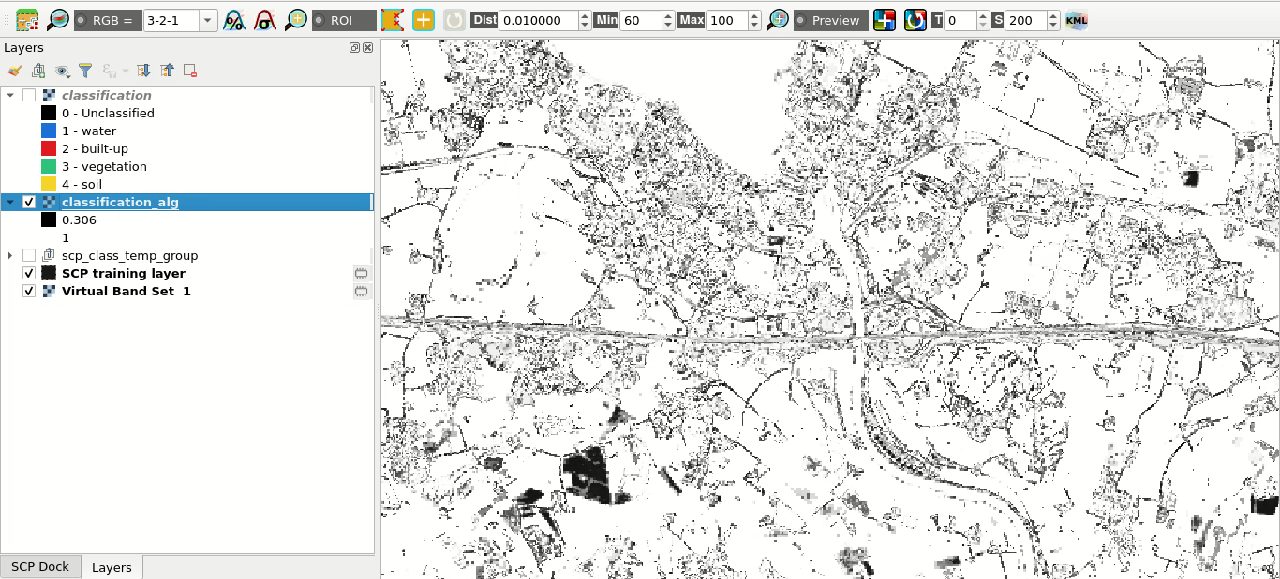 RGB = 3-2-1 ROI Dist 0.010000 Min 60 Max 100 Preview T 0 S 200 KML
Layers
classification
0 - Unclassified
1 - water
2 - built-up
3 - vegetation
4 - soil
classification_alg
0.306
1
scp_class_temp_group
SCP training layer
Virtual Band Set 1
SCP Dock Layers